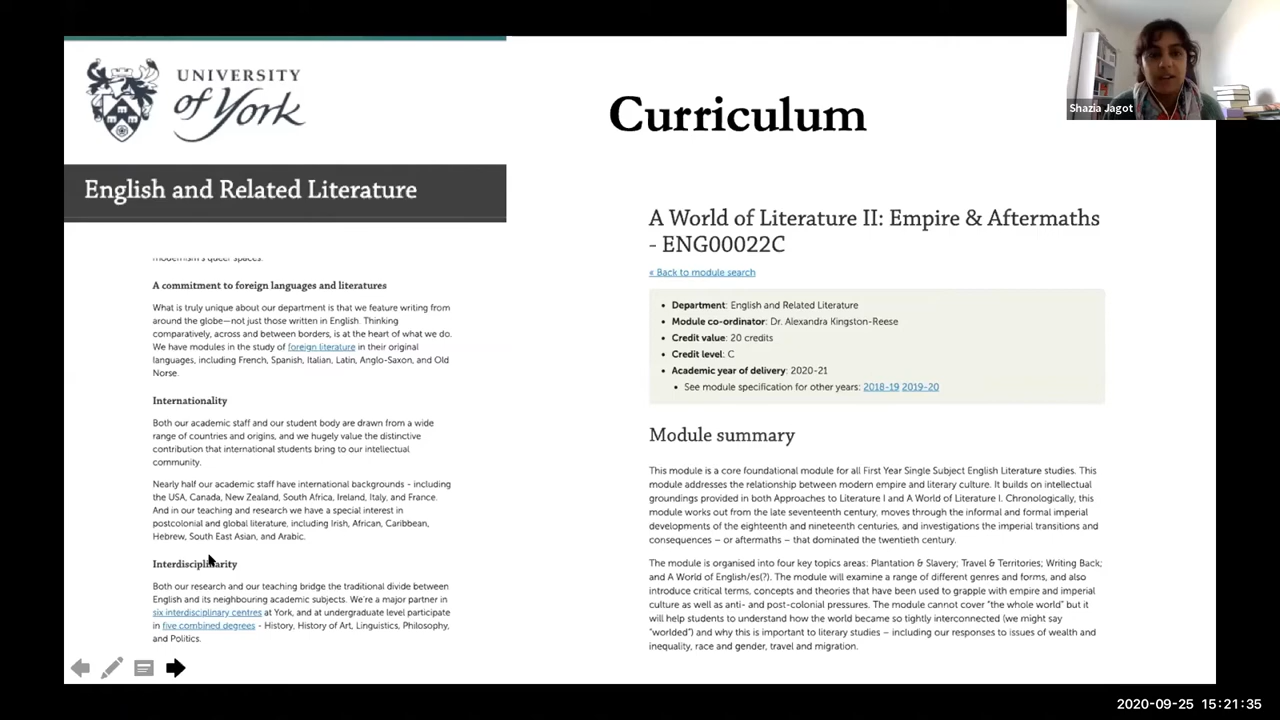 UNIVERSITY
of York
English and Related Literature
modernism's queer spaces.
A commitment to foreign languages and literatures
What is truly unique about our department is that we feature writing from
around the globe—not just those written in English. Thinking
comparatively, across and between borders, is at the heart of what we do.
We have modules in the study of foreign literature in their original
languages, including French, Spanish, Italian, Latin, Anglo-Saxon, and Old
Norse.
Internationality
Both our academic staff and our student body are drawn from a wide
range of countries and origins, and we hugely value the distinctive
contribution that international students bring to our intellectual
community.
Nearly half our academic staff have international backgrounds - including
the USA, Canada, New Zealand, South Africa, Ireland, Italy, and France.
And in our teaching and research we have a special interest in
postcolonial and global literature, including Irish, African, Caribbean,
Hebrew, South East Asian, and Arabic.
Interdisciplinarity
Both our research and our teaching bridge the traditional divide between
English and its neighbouring academic subjects. We're a major partner in
six interdisciplinary centres at York, and at undergraduate level participate
in five combined degrees - History, History of Art, Linguistics, Philosophy,
and Politics.
Curriculum
A World of Literature II: Empire & Aftermaths
- ENG00022C
« Back to module search
• Department: English and Related Literature
• Module co-ordinator: Dr. Alexandra Kingston-Reese
• Credit value: 20 credits
• Credit level: C
• Academic year of delivery: 2020-21
• See module specification for other years: 2018-19 2019-20
Module summary
This module is a core foundational module for all First Year Single Subject English Literature studies. This
module addresses the relationship between modern empire and literary culture. It builds on intellectual
groundings provided in both Approaches to Literature I and A World of Literature I. Chronologically, this
module works out from the late seventeenth century, moves through the informal and formal imperial
developments of the eighteenth and nineteenth centuries, and investigations the imperial transitions and
consequences – or aftermaths – that dominated the twentieth century.
The module is organised into four key topics areas: Plantation & Slavery; Travel & Territories; Writing Back;
and A World of English/es(?). The module will examine a range of different genres and forms, and also
introduce critical terms, concepts and theories that have been used to grapple with empire and imperial
culture as well as anti- and post-colonial pressures. The module cannot cover "the whole world" but it
will help students to understand how the world became so tightly interconnected (we might say
"worlded") and why this is important to literary studies – including our responses to issues of wealth and
inequality, race and gender, travel and migration.
Shazia Jagot
2020-09-25 15:21:35